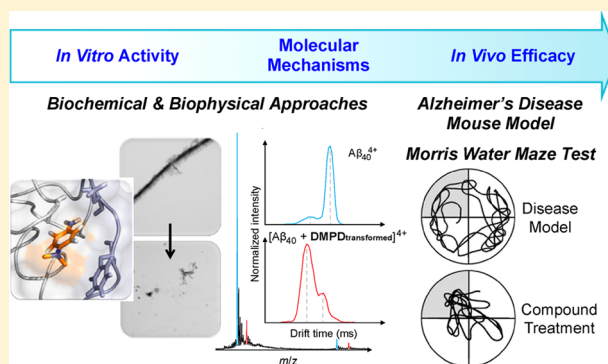 In Vitro Activity
Molecular
Mechanisms
In Vivo Efficacy
Biochemical & Biophysical Approaches
Alzheimer's Disease
Mouse Model
Morris Water Maze Test
Normalized intensity
Aβ₄₀⁴⁺
[Aβ₄₀ + DMPDtransformed]⁴⁺
Drift time (ms)
m/z
Disease
Model
Compound
Treatment